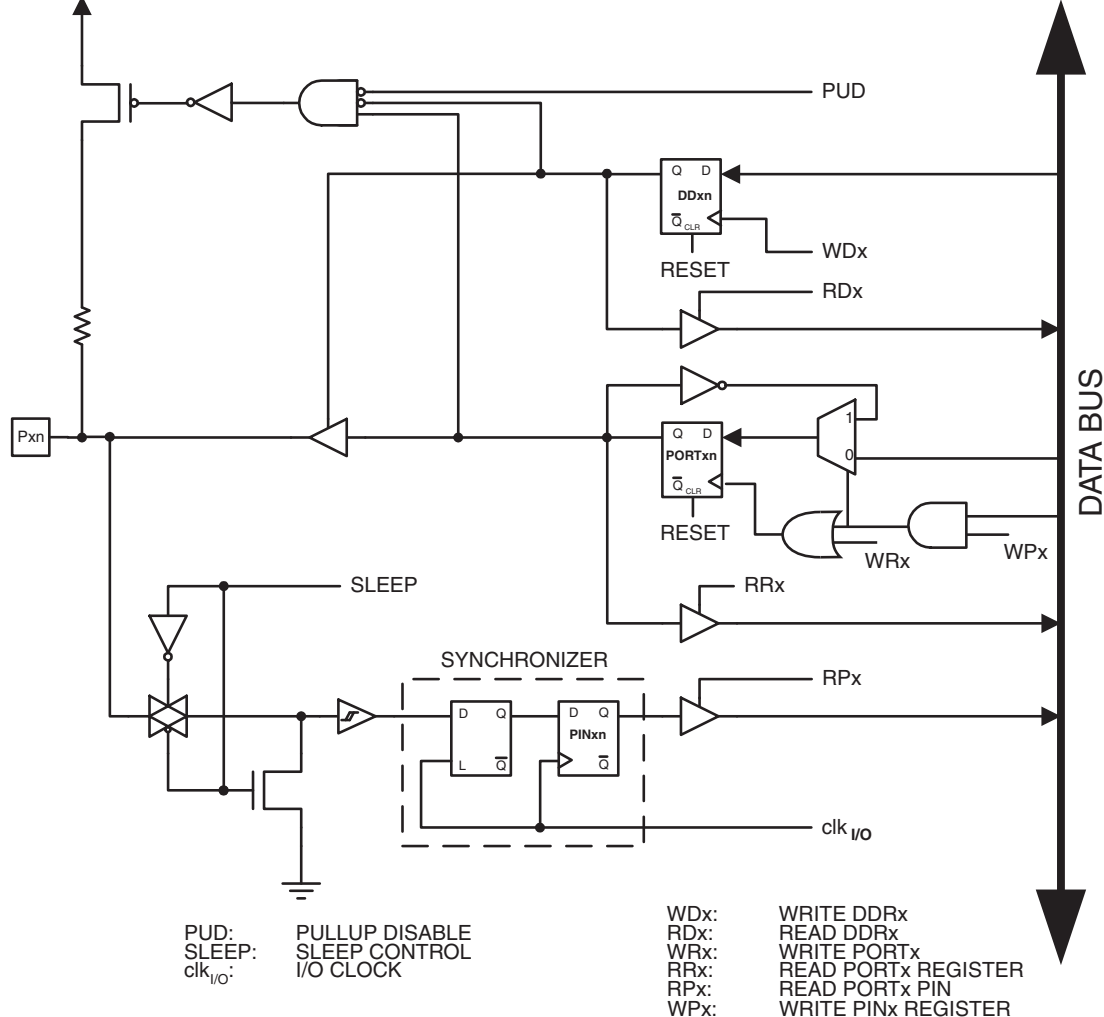 PUD
Q D
DDxn
Q CLR
WDx
RESET
RDx
1
Pxn
Q D
PORTxn
0
Q CLR
RESET
WRx
WPx
DATA BUS
SLEEP
RRx
SYNCHRONIZER
RPx
D Q
D Q
PINxn
L Q
Q
clk I/O
PUD: PULLUP DISABLE
SLEEP: SLEEP CONTROL
clkI/O: I/O CLOCK
WDx: WRITE DDRx
RDx: READ DDRx
WRx: WRITE PORTx
RRx: READ PORTx REGISTER
RPx: READ PORTx PIN
WPx: WRITE PINx REGISTER